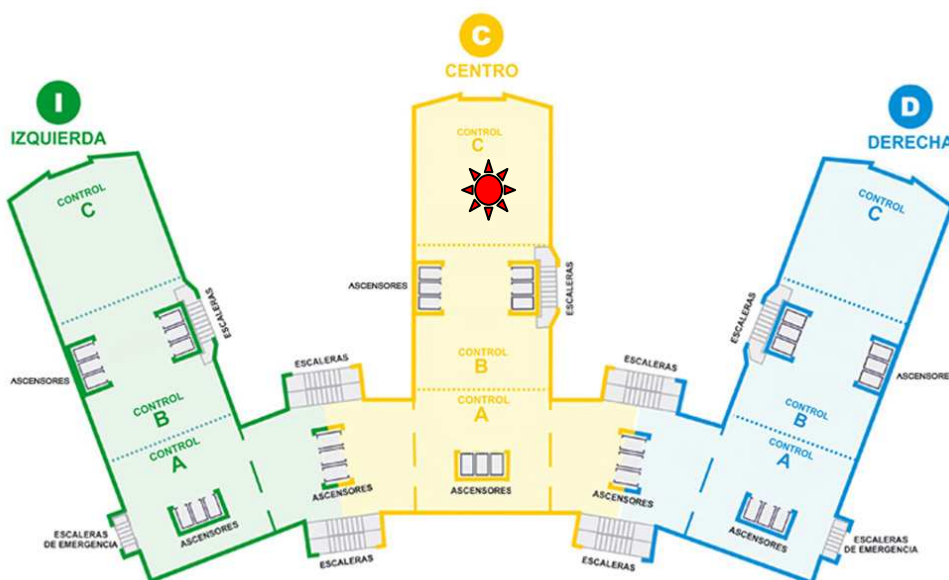 C
CENTRO
I
IZQUIERDA
D
DERECHA
CONTROL
C
CONTROL
C
CONTROL
C
ASCENSORES
ESCALERAS
ESCALERAS
ESCALERAS
ASCENSORES
ASCENSORES
ESCALERAS
ESCALERAS
CONTROL
B
CONTROL
B
CONTROL
B
CONTROL
A
CONTROL
A
CONTROL
A
ASCENSORES
ASCENSORES
ASCENSORES
ASCENSORES
ASCENSORES
ESCALERAS
DE EMERGENCIA
ESCALERAS
ESCALERAS
ESCALERAS
DE EMERGENCIA